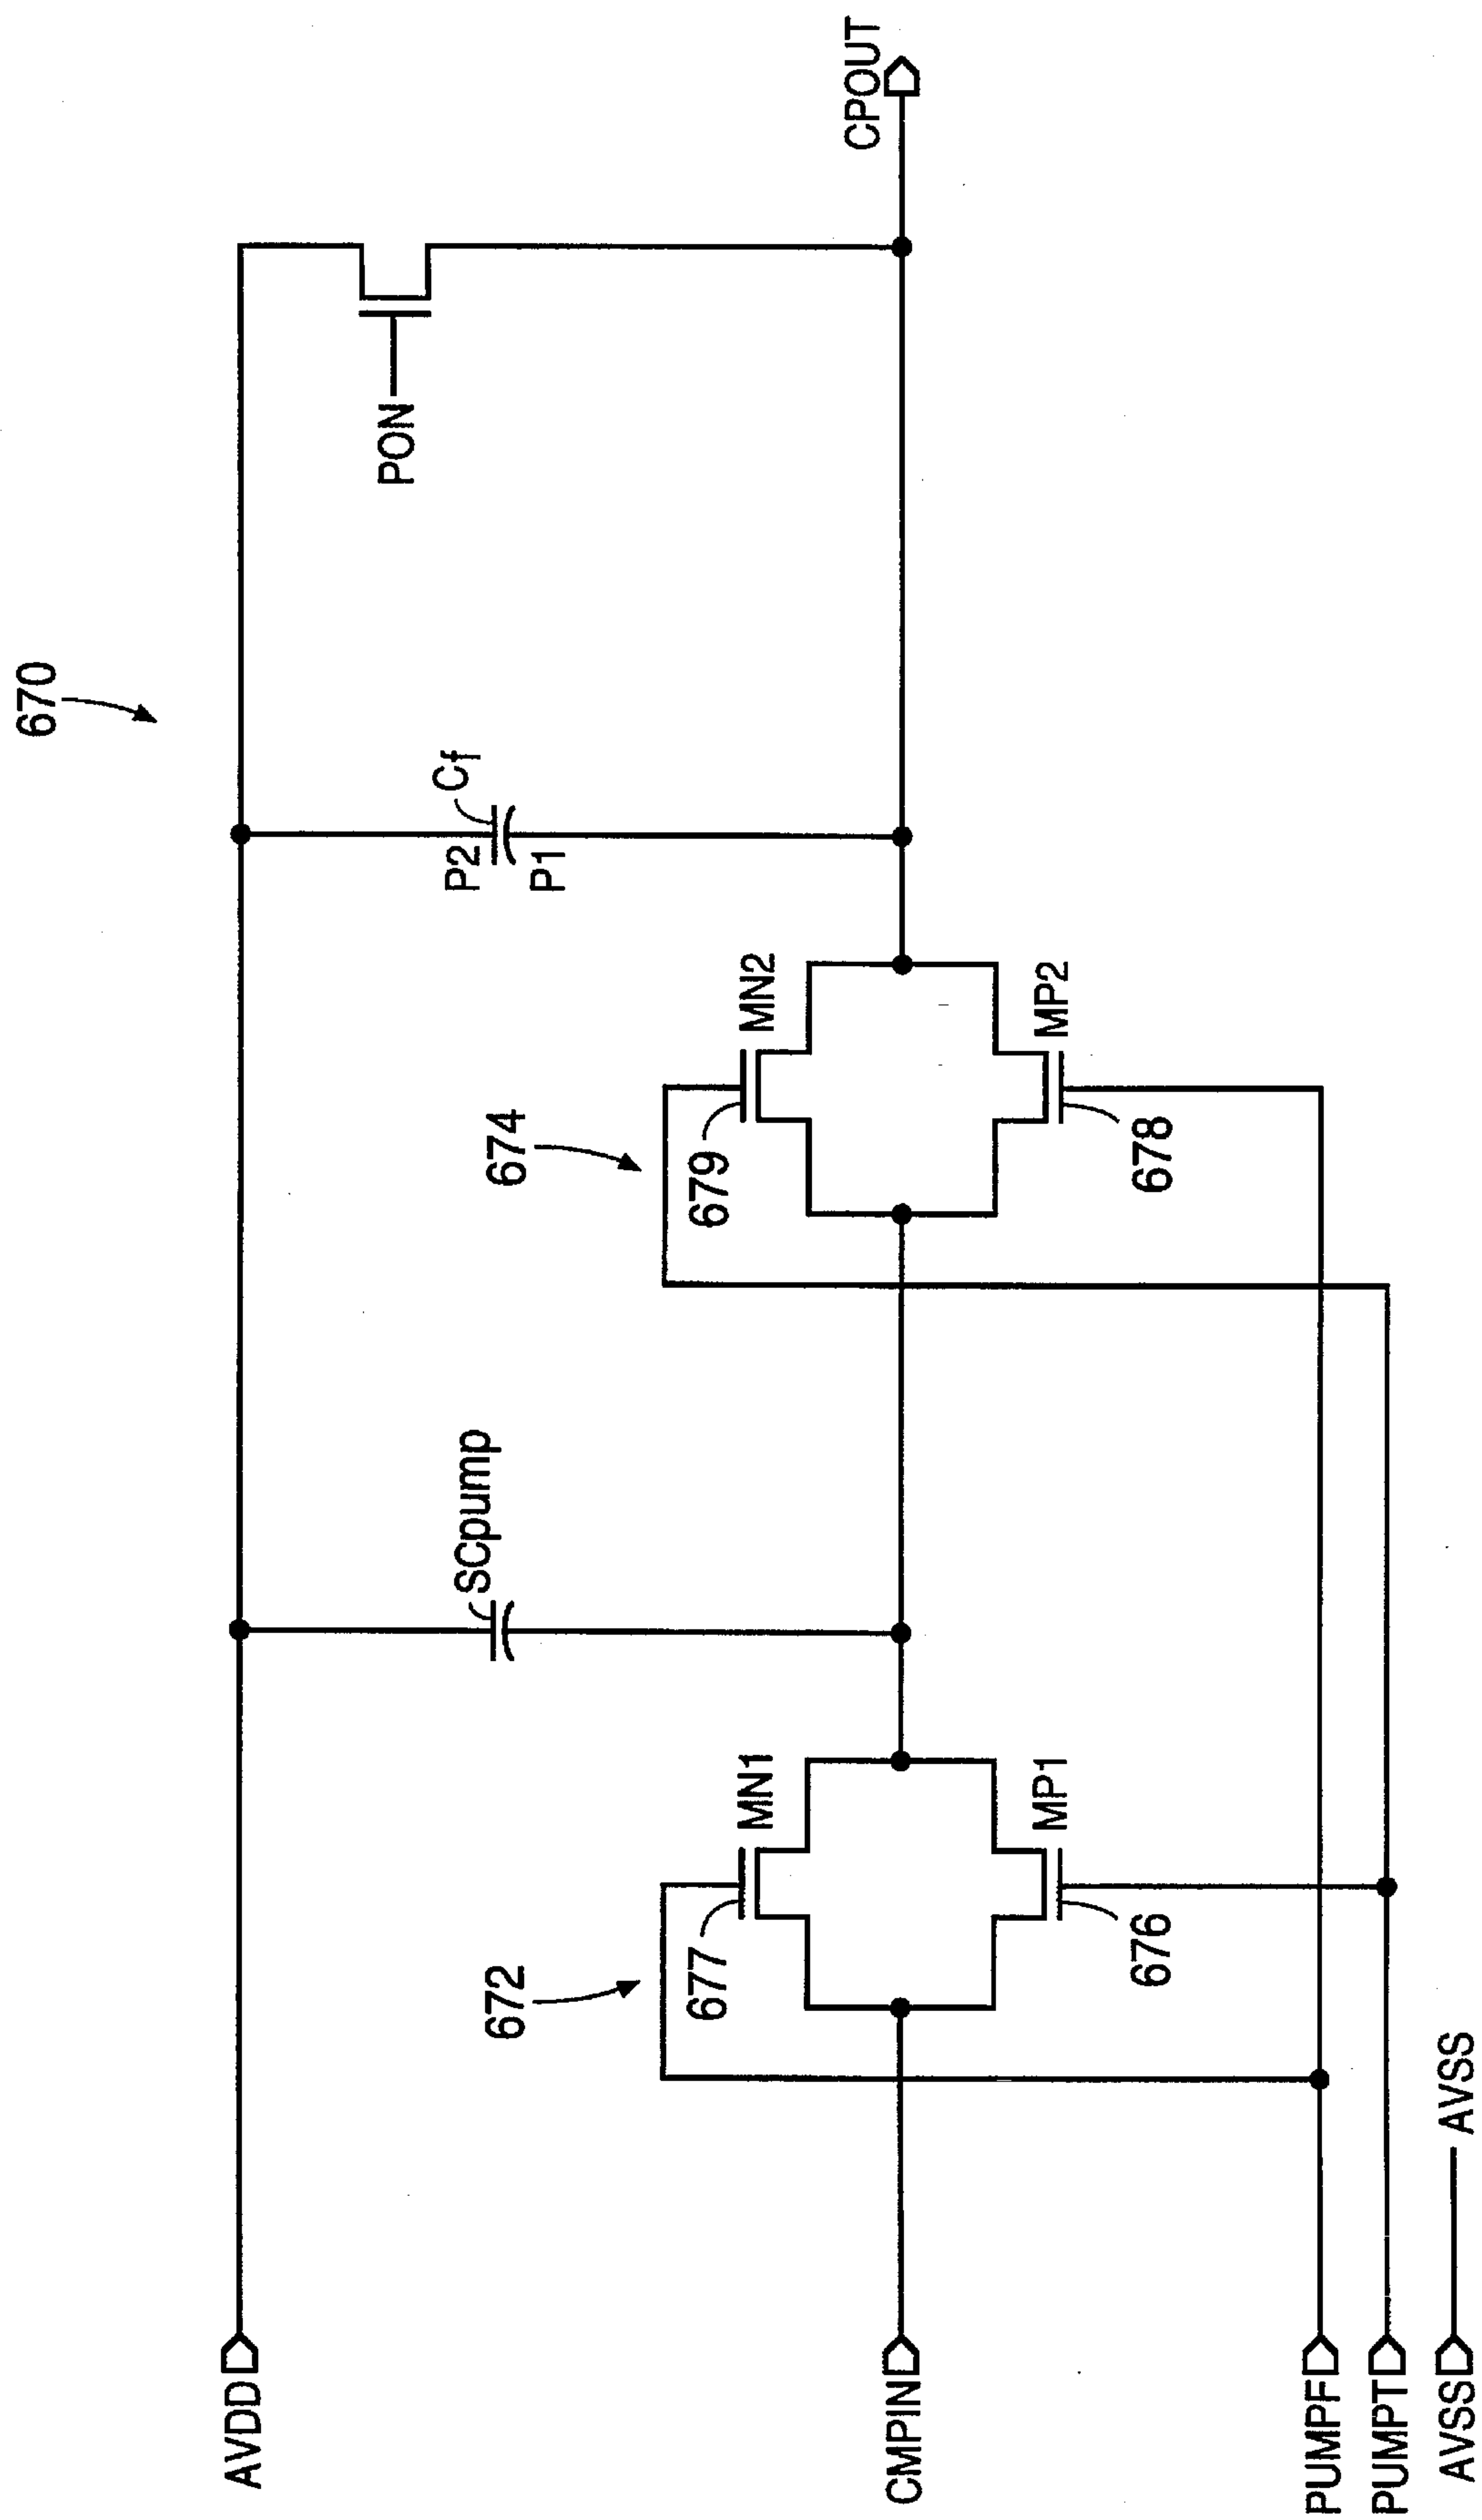 670
AVDD
SCpump
Cf
P2
P1
PON
672
677
MN1
674
679
MN2
CMPIN
CPOUT
676
MP1
678
MP2
PUMPF
PUMPT
AVSS
AVSS